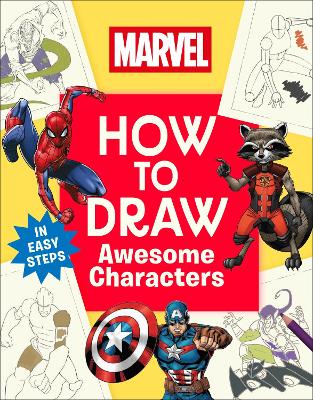 MARVEL
HOW
TO
DRAW
Awesome
Characters
IN
EASY
STEPS